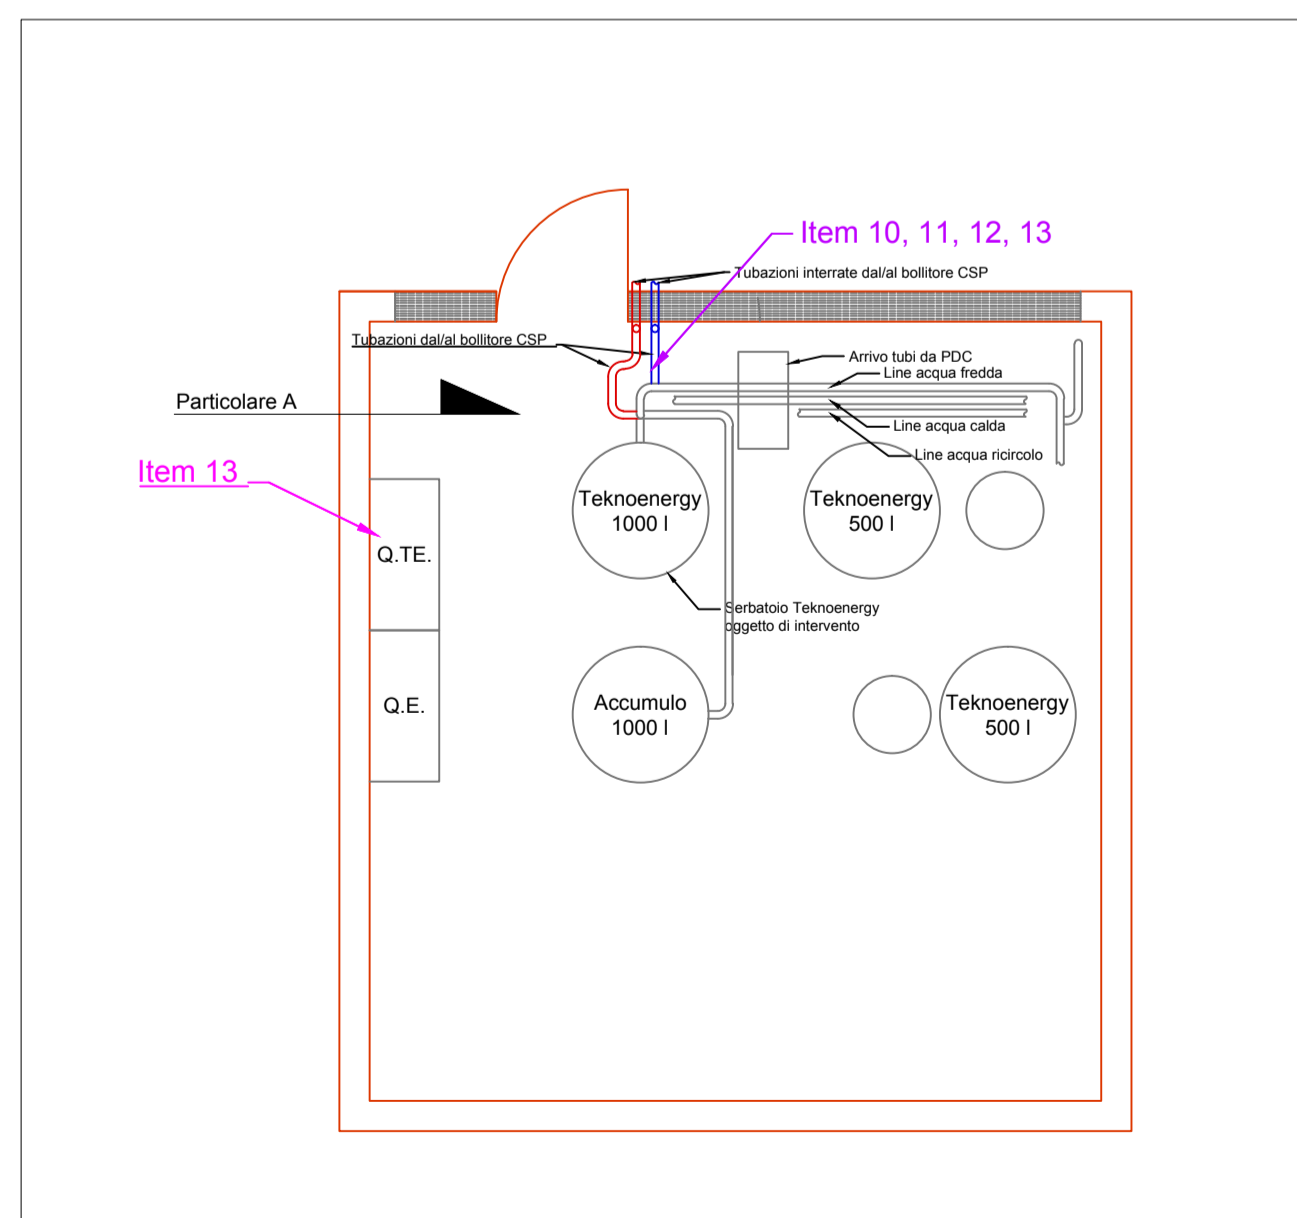 Item 10, 11, 12, 13
Tubazioni interrate dal/al bollitore CSP
Tubazioni dal/al bollitore CSP
Arrivo tubi da PDC
Line acqua fredda
Particolare A
Line acqua calda
Line acqua ricircolo
Item 13
Teknoenergy
1000 l
Teknoenergy
500 l
Q.TE.
Serbatoio Teknoenergy
oggetto di intervento
Q.E.
Accumulo
1000 l
Teknoenergy
500 l